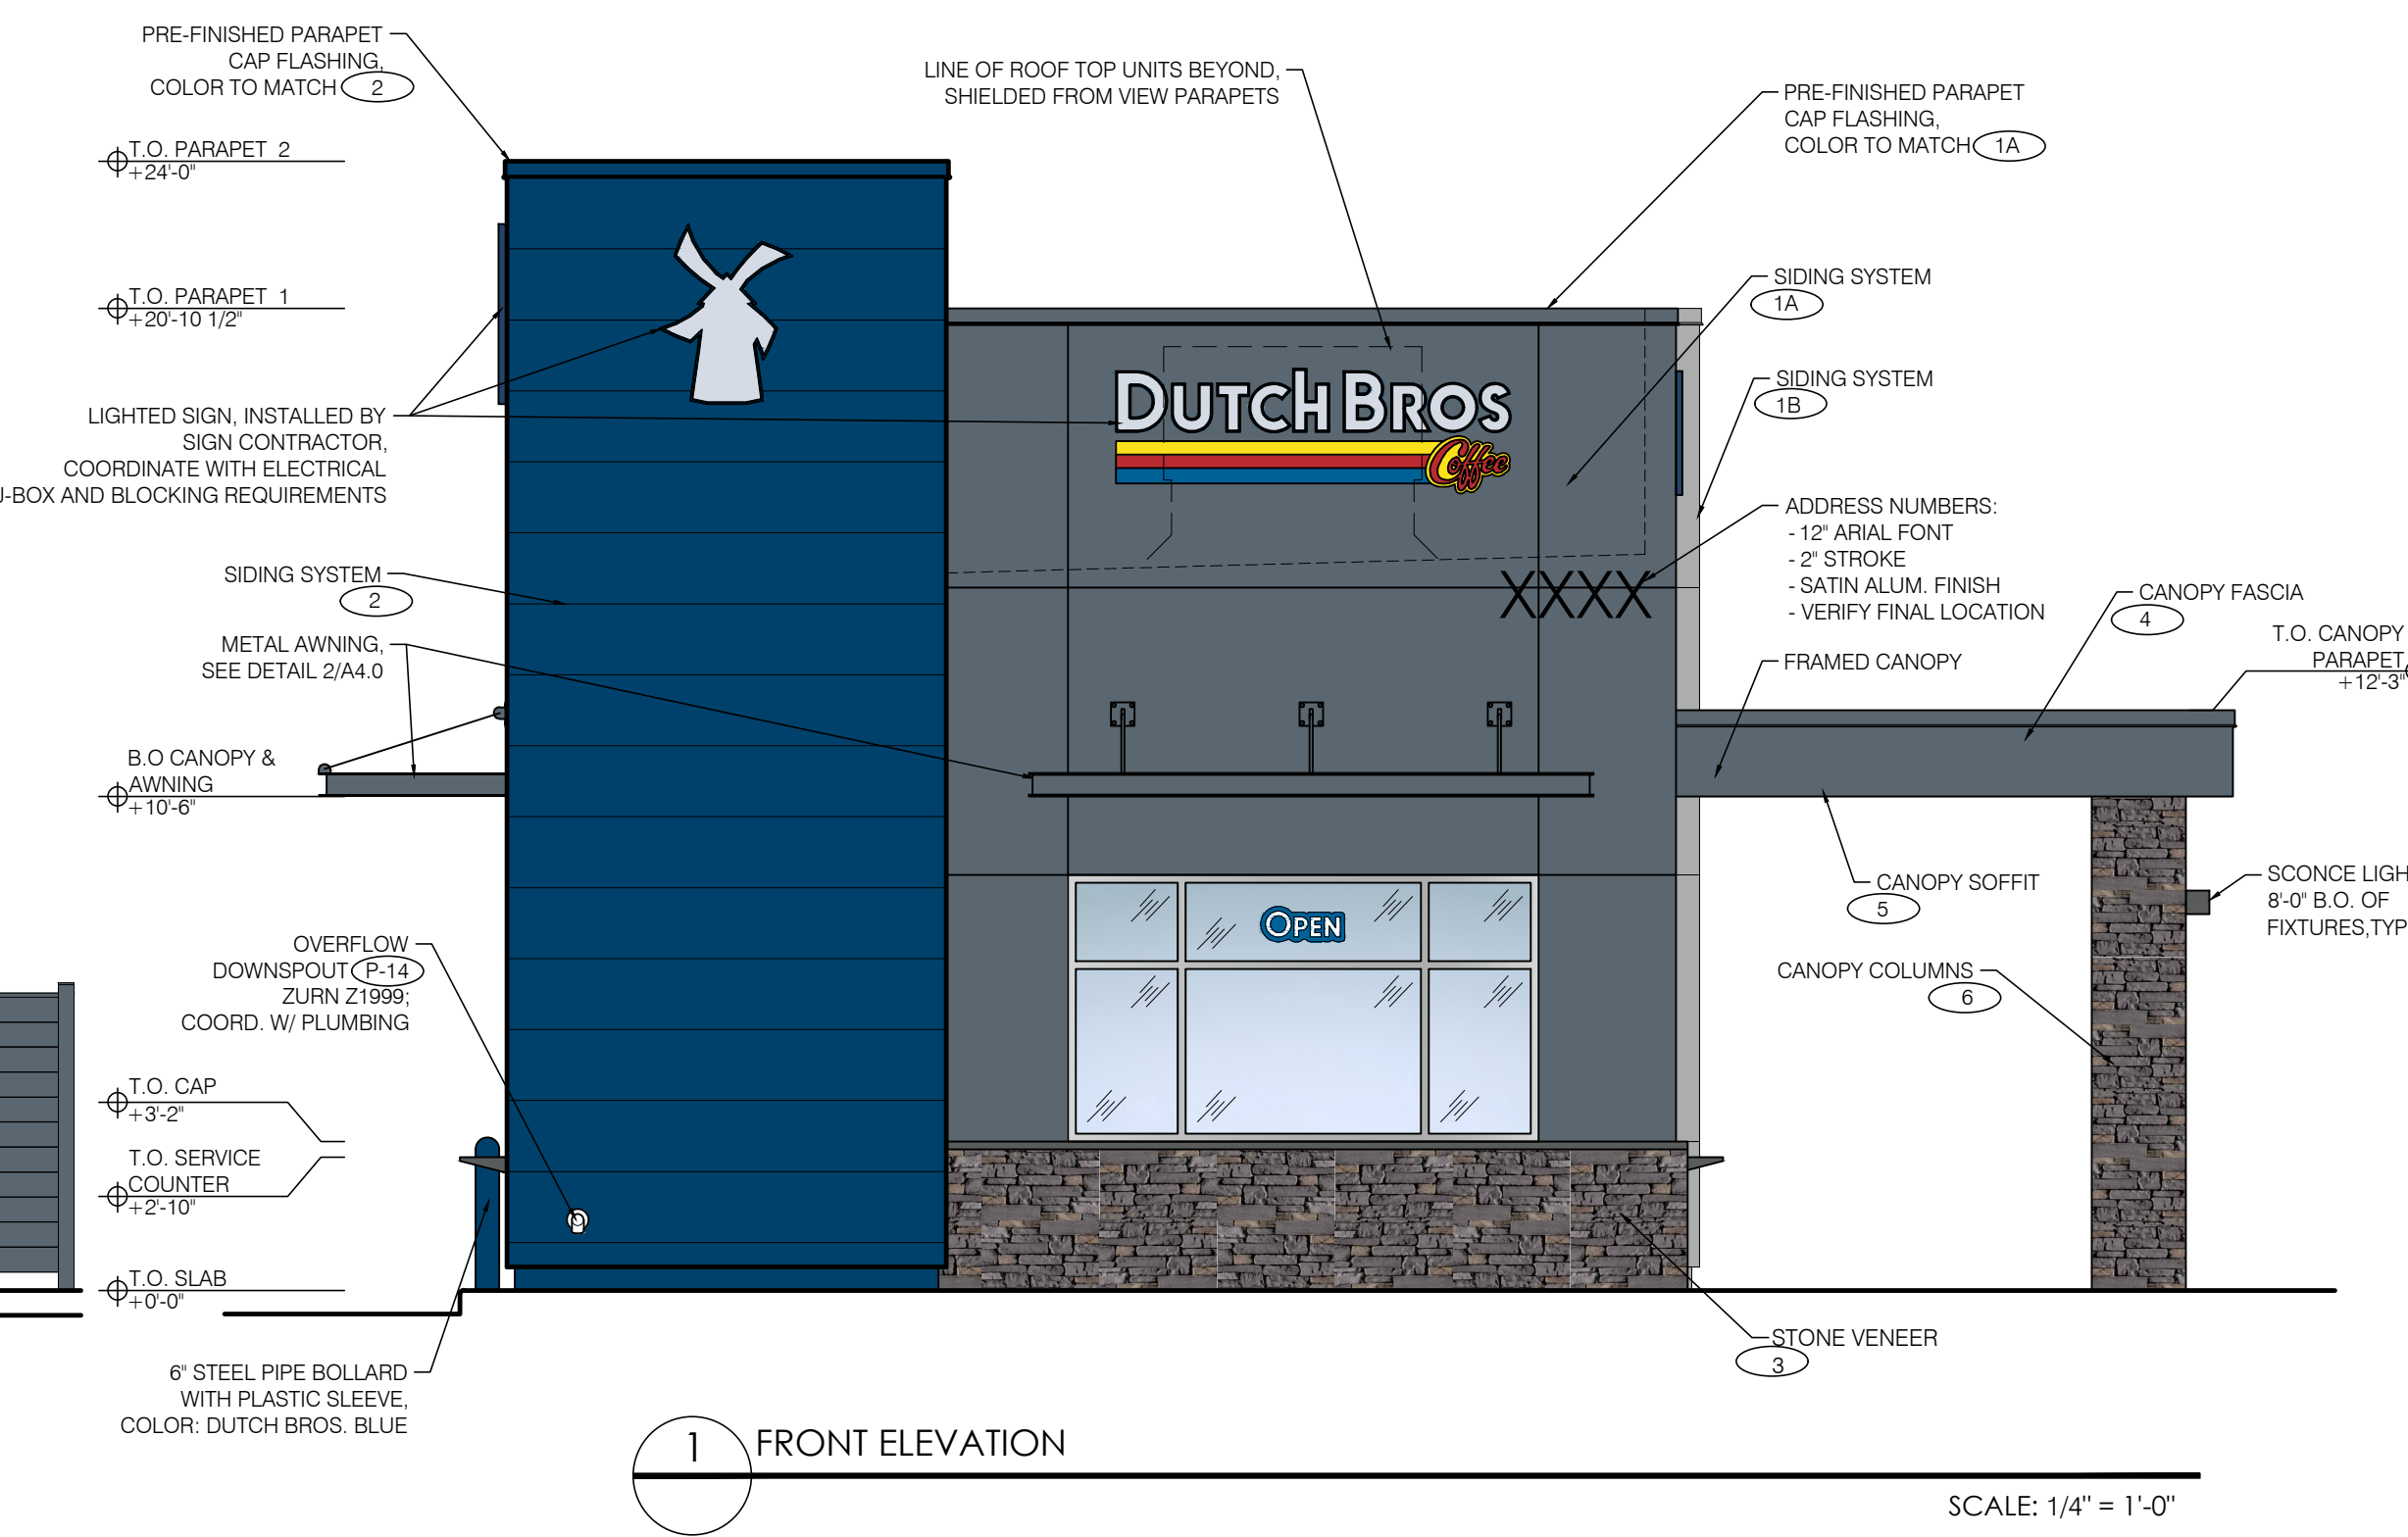 PRE-FINISHED PARAPET
CAP FLASHING,
COLOR TO MATCH 2
T.O. PARAPET 2
+24'-0"
T.O. PARAPET 1
+20'-10 1/2"
LIGHTED SIGN, INSTALLED BY
SIGN CONTRACTOR,
COORDINATE WITH ELECTRICAL
J-BOX AND BLOCKING REQUIREMENTS
SIDING SYSTEM
2
METAL AWNING,
SEE DETAIL 2/A4.0
B.O CANOPY &
AWNING
+10'-6"
OVERFLOW
DOWNSPOUT P-14
ZURN Z1999;
COORD. W/ PLUMBING
T.O. CAP
+3'-2"
T.O. SERVICE
COUNTER
+2'-10"
T.O. SLAB
+0'-0"
6" STEEL PIPE BOLLARD
WITH PLASTIC SLEEVE,
COLOR: DUTCH BROS. BLUE
LINE OF ROOF TOP UNITS BEYOND,
SHIELDED FROM VIEW PARAPETS
DUTCH BROS
Coffee
XXXX
OPEN
PRE-FINISHED PARAPET
CAP FLASHING,
COLOR TO MATCH 1A
SIDING SYSTEM
1A
SIDING SYSTEM
1B
ADDRESS NUMBERS:
- 12" ARIAL FONT
- 2" STROKE
- SATIN ALUM. FINISH
- VERIFY FINAL LOCATION
FRAMED CANOPY
CANOPY FASCIA
4
T.O. CANOPY
PARAPET
+12'-3"
CANOPY SOFFIT
5
SCONCE LIGH
8'-0" B.O. OF
FIXTURES,TYP
CANOPY COLUMNS
6
STONE VENEER
3
1 FRONT ELEVATION
SCALE: 1/4" = 1'-0"